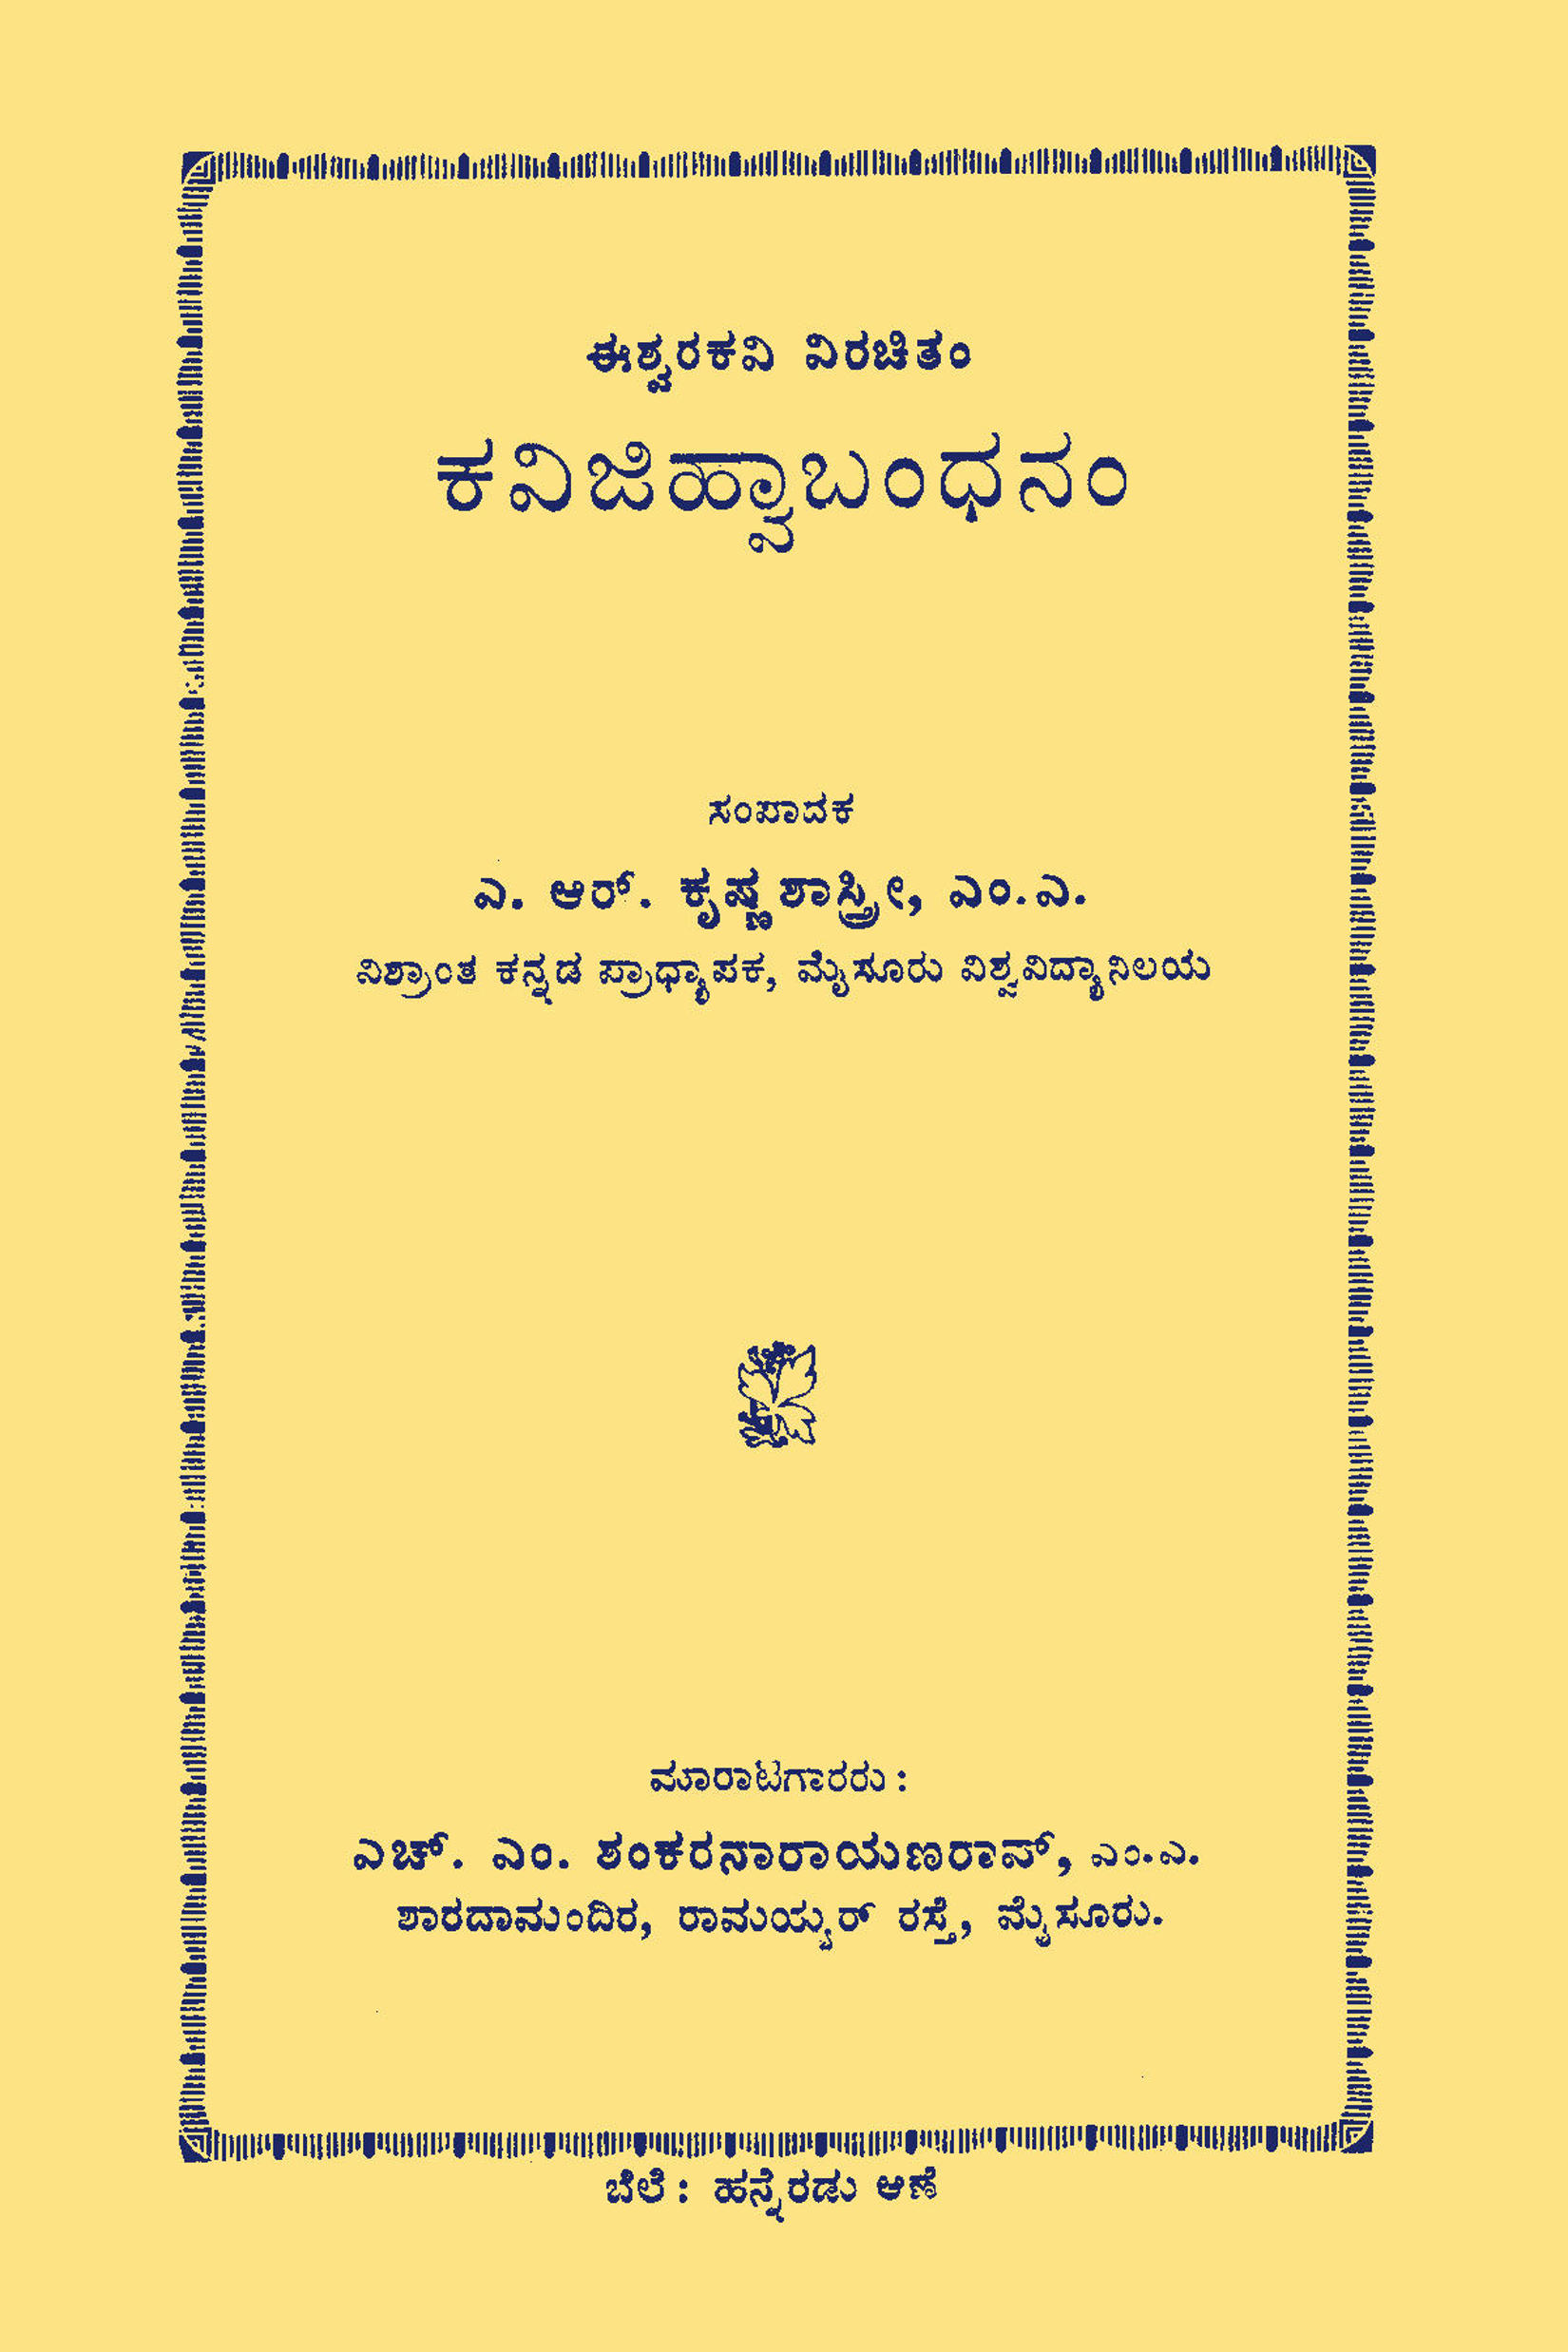 ಈಶ್ವರಕವಿ ವಿರಚಿತಂ
ಕವಿಜಿಹ್ವಾಬಂಧನಂ
ಸಂಪಾದಕ
ಎ. ಆರ್. ಕೃಷ್ಣಶಾಸ್ತ್ರೀ, ಎಂ.ಎ.
ನಿಶ್ರಾಂತ ಕನ್ನಡ ಪ್ರಾಧ್ಯಾಪಕ, ಮೈಸೂರು ವಿಶ್ವವಿದ್ಯಾನಿಲಯ
ಮಾರಾಟಗಾರರು :
ಎಚ್. ಎಂ. ಶಂಕರನಾರಾಯಣರಾವ್, ಎಂ.ಎ.
ಶಾರದಾಮಂದಿರ, ರಾಮಯ್ಯರ್ ರಸ್ತೆ, ಮೈಸೂರು.
ಬೆಲೆ : ಹನ್ನೆರಡು ಆಣೆ